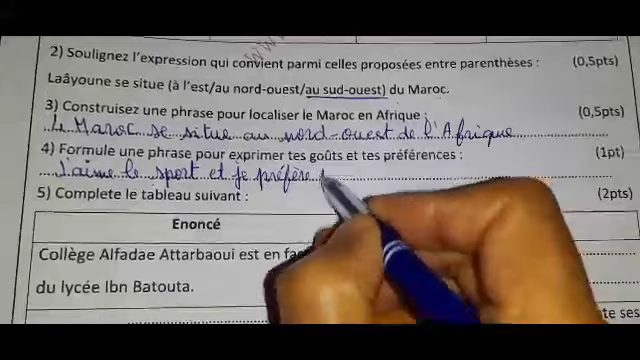 www
2) Soulignez l'expression qui convient parmi celles proposées entre parenthèses : (0,5pts)
Laâyoune se situe (à l'est/au nord-ouest/au sud-ouest) du Maroc.
3) Construisez une phrase pour localiser le Maroc en Afrique : (0,5pts)
le Maroc se situe au nord-ouest de l'Afrique
4) Formule une phrase pour exprimer tes goûts et tes préférences : (1pt)
J'aime le sport et je préfère
5) Complete le tableau suivant : (2pts)
Enoncé
Collège Alfadae Attarbaoui est en
du lycée Ibn Batouta.
te ses